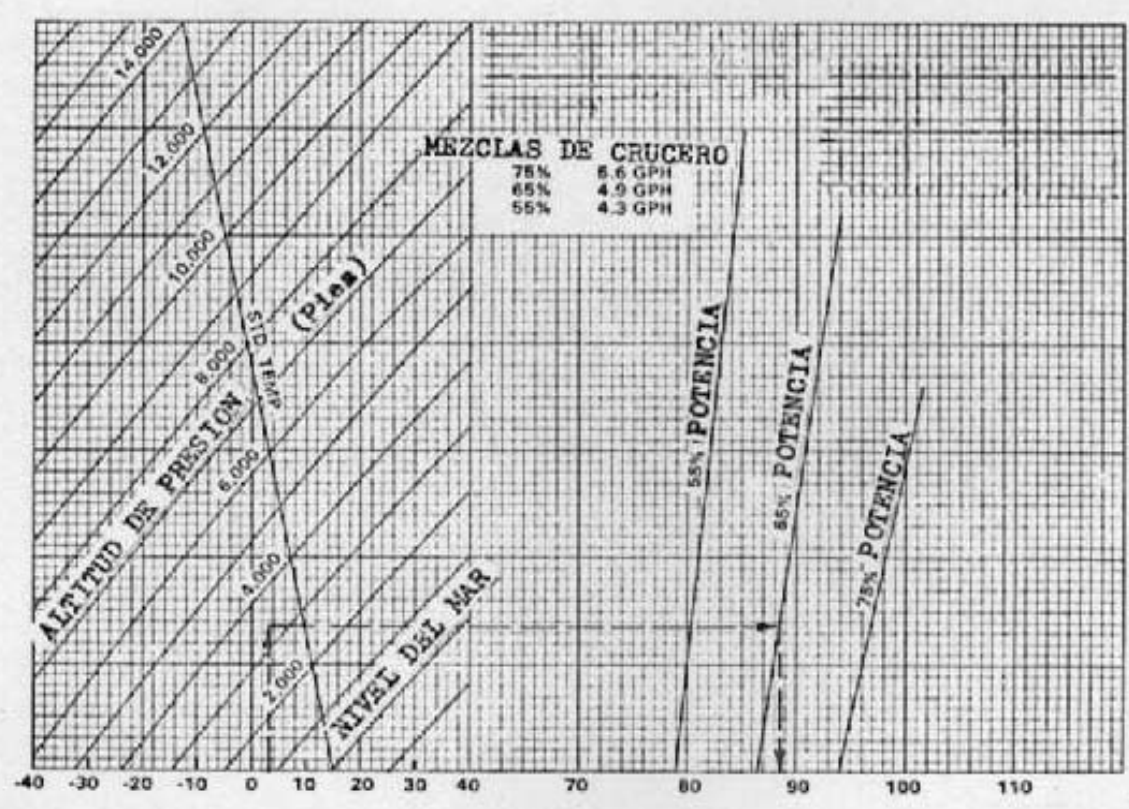 14.000
12.000
10.000
8.000
6.000
4.000
2.000
ALTITUD DE PRESION
(Pies)
STD TEMP
NIVEL DEL MAR
MEZCLAS DE CRUCERO
75% 5.6 GPH
65% 4.9 GPH
55% 4.3 GPH
55% POTENCIA
65% POTENCIA
75% POTENCIA
-40 -30 -20 -10 0 10 20 30 40 70 80 90 100 110